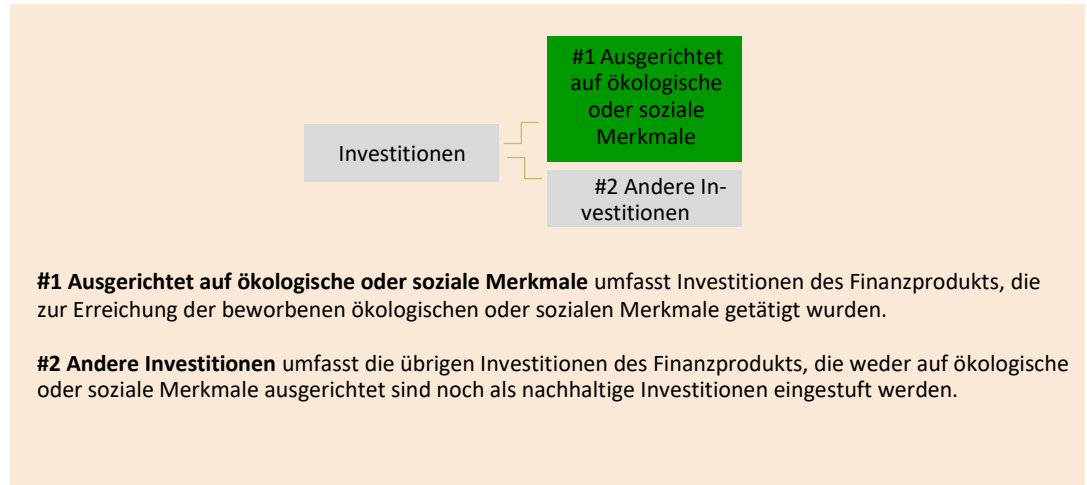 #1 Ausgerichtet
auf ökologische
oder soziale
Merkmale
Investitionen
#2 Andere In-
vestitionen
#1 Ausgerichtet auf ökologische oder soziale Merkmale umfasst Investitionen des Finanzprodukts, die
zur Erreichung der beworbenen ökologischen oder sozialen Merkmale getätigt wurden.
#2 Andere Investitionen umfasst die übrigen Investitionen des Finanzprodukts, die weder auf ökologische
oder soziale Merkmale ausgerichtet sind noch als nachhaltige Investitionen eingestuft werden.